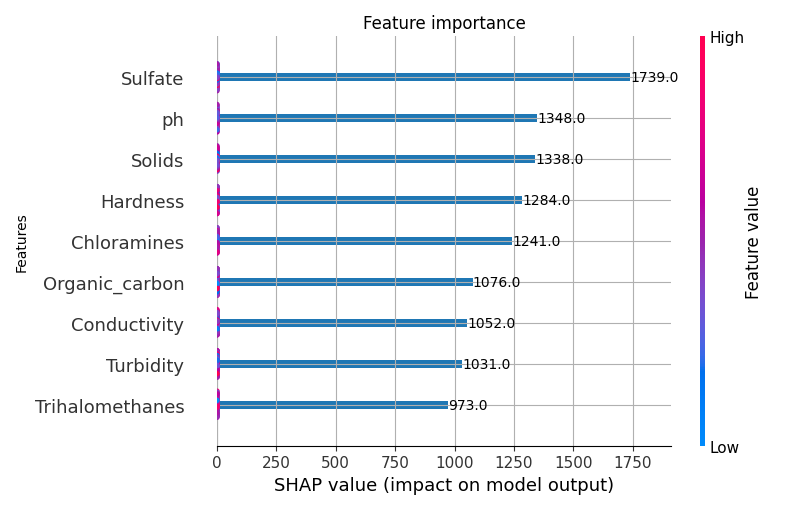 Feature importance
High
Sulfate 1739.0
ph 1348.0
Solids 1338.0
Hardness 1284.0
Chloramines 1241.0
Organic_carbon 1076.0
Conductivity 1052.0
Turbidity 1031.0
Trihalomethanes 973.0
Features
Feature value
Low
0 250 500 750 1000 1250 1500 1750
SHAP value (impact on model output)